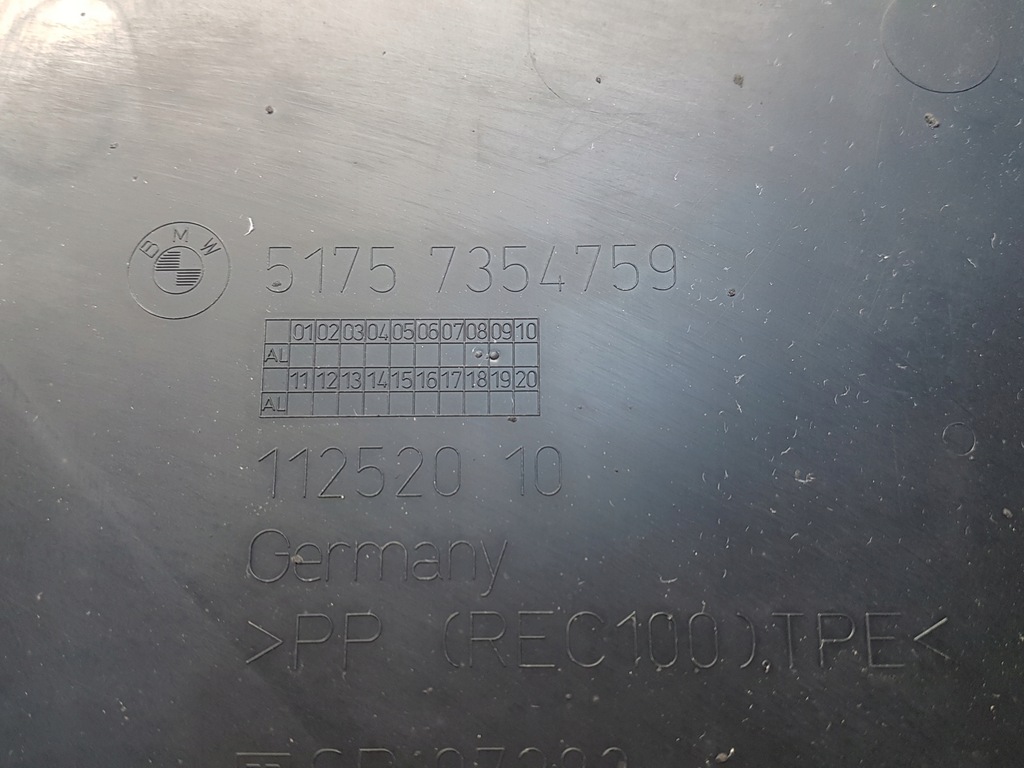 BMW 5175 7354759
01 02 03 04 05 06 07 08 09 10
AL
11 12 13 14 15 16 17 18 19 20
AL
112520 10
Germany
>PP (REC100),TPE<